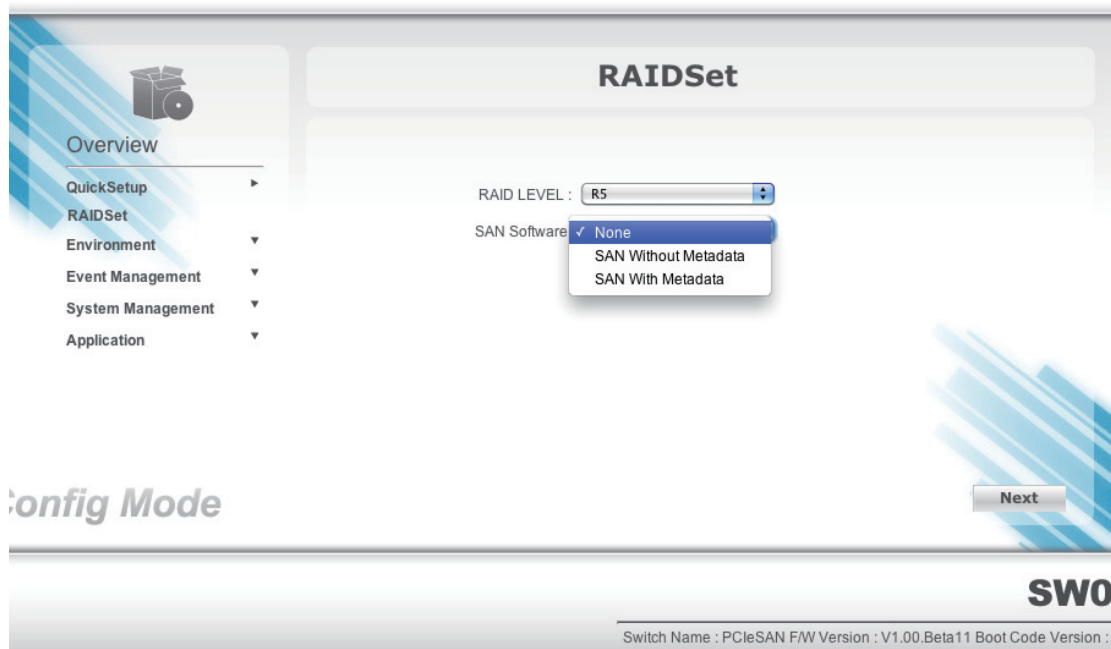 RAIDSet
Overview
QuickSetup
RAIDSet
Environment
Event Management
System Management
Application
RAID LEVEL : R5
SAN Software
✓ None
SAN Without Metadata
SAN With Metadata
onfig Mode
Next
SW0
Switch Name : PCIeSAN F/W Version : V1.00.Beta11 Boot Code Version :